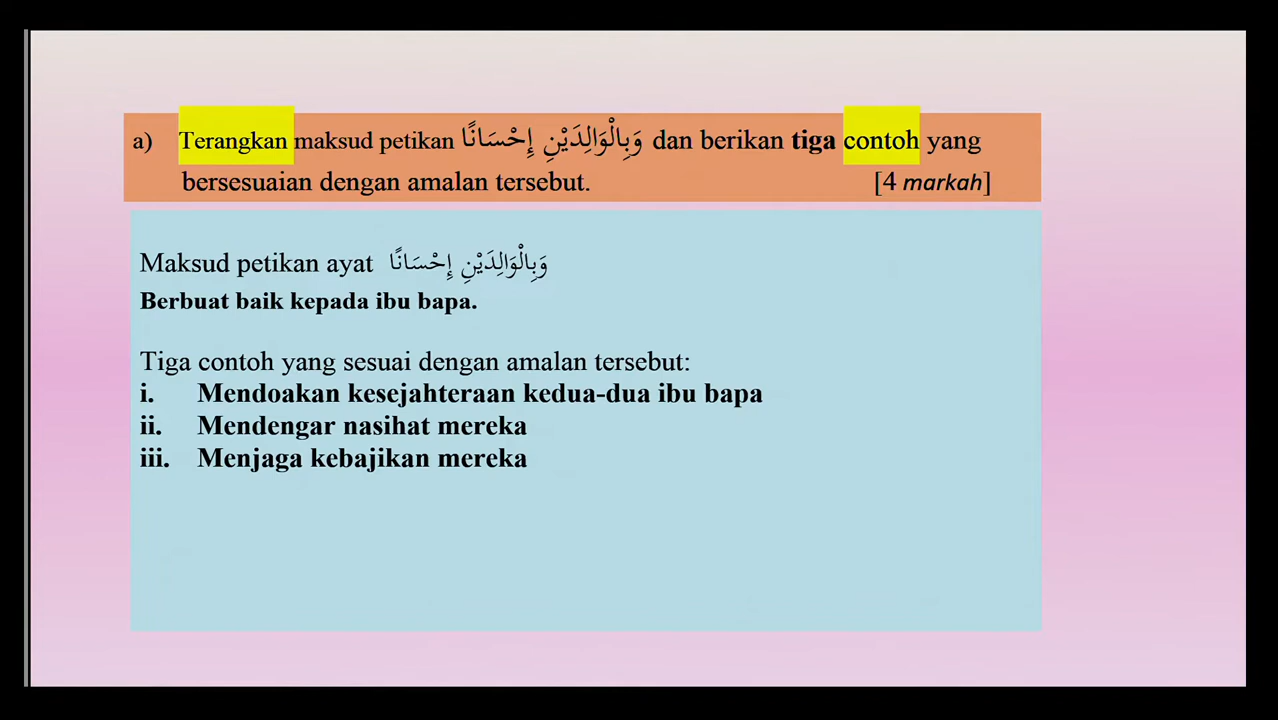 a) Terangkan maksud petikan وَبِالْوَالِدَيْنِ إِحْسَانًا dan berikan tiga contoh yang
bersesuaian dengan amalan tersebut. [4 markah]
Maksud petikan ayat وَبِالْوَالِدَيْنِ إِحْسَانًا
Berbuat baik kepada ibu bapa.
Tiga contoh yang sesuai dengan amalan tersebut:
i. Mendoakan kesejahteraan kedua-dua ibu bapa
ii. Mendengar nasihat mereka
iii. Menjaga kebajikan mereka